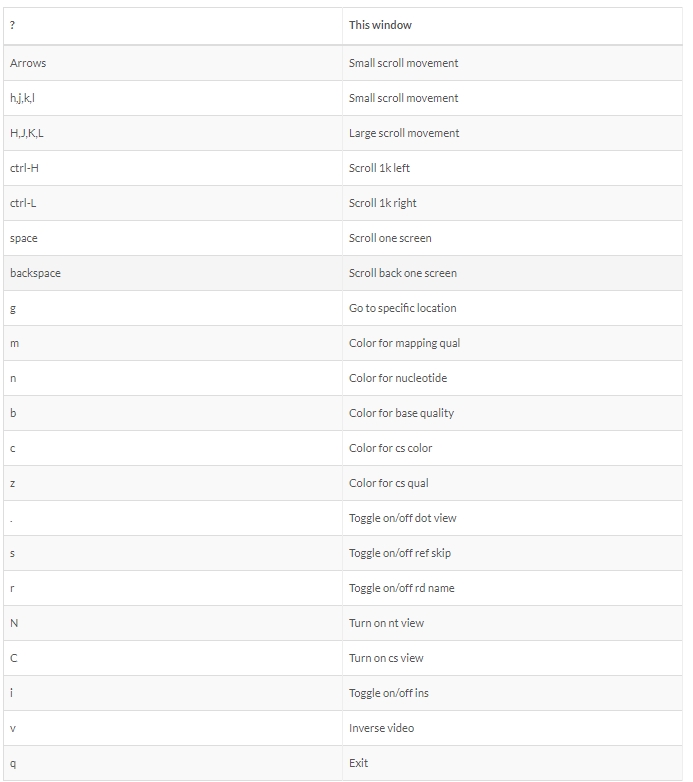 ? This window
Arrows Small scroll movement
h,j,k,l Small scroll movement
H,J,K,L Large scroll movement
ctrl-H Scroll 1k left
ctrl-L Scroll 1k right
space Scroll one screen
backspace Scroll back one screen
g Go to specific location
m Color for mapping qual
n Color for nucleotide
b Color for base quality
c Color for cs color
z Color for cs qual
. Toggle on/off dot view
s Toggle on/off ref skip
r Toggle on/off rd name
N Turn on nt view
C Turn on cs view
i Toggle on/off ins
v Inverse video
q Exit